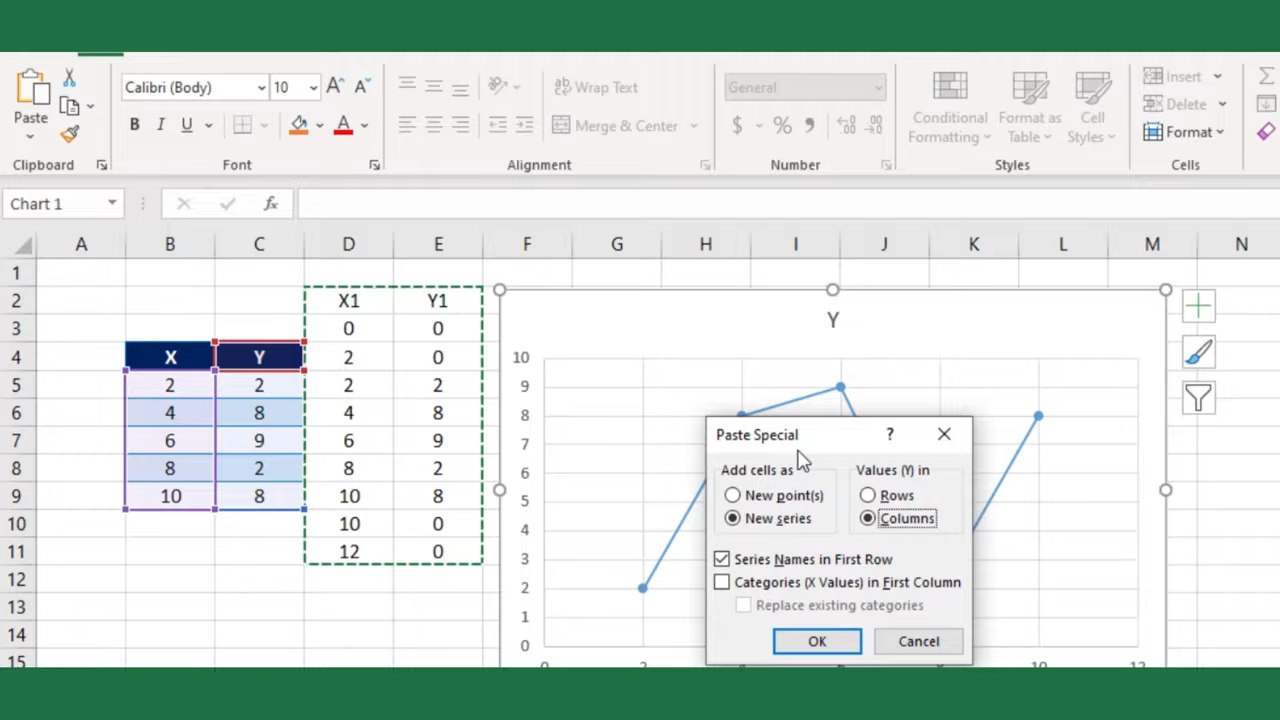 Calibri (Body) 10 A A ab Wrap Text General Insert
Paste B I U A Merge & Center $ % Conditional Formatting Format as Table Cell Styles Delete
Format
Clipboard Font Alignment Number Styles Cells
Chart 1 fx
A B C D E F G H I J K L M N
1
2 X1 Y1
3 0 0 Y
4 X Y 2 0 10
5 2 2 2 2 9
6 4 8 4 8 8
7 6 9 6 9 7
8 8 2 8 2 6
9 10 8 10 8 5
10 10 0 4
11 12 0 3
12 2
13 1
14 0
15
10 12
Paste Special ?
Add cells as Values (Y) in
New point(s) Rows
New series Columns
Series Names in First Row
Categories (X Values) in First Column
Replace existing categories
OK Cancel